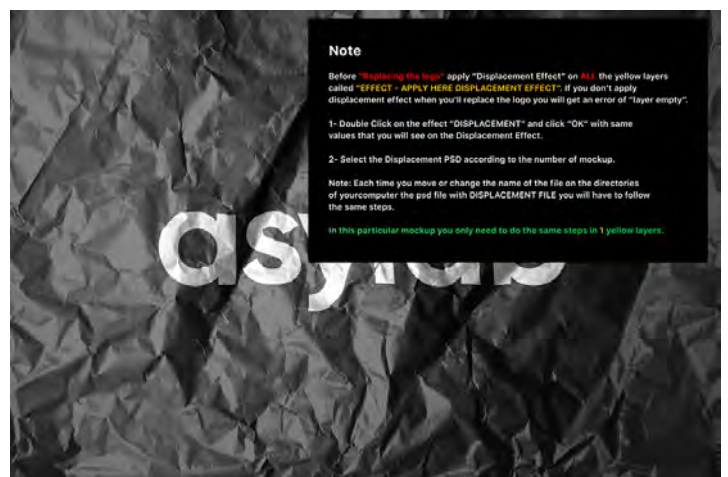 Note
Before "Replacing the logo" apply "Displacement Effect" on ALL the yellow layers
called "EFFECT - APPLY HERE DISPLACEMENT EFFECT". If you don't apply
displacement effect when you'll replace the logo you will get an error of "layer empty".
1- Double Click on the effect "DISPLACEMENT" and click "OK" with same
values that you will see on the Displacement Effect.
2- Select the Displacement PSD according to the number of mockup.
Note: Each time you move or change the name of the file on the directories
of yourcomputer the psd file with DISPLACEMENT FILE you will have to follow
the same steps.
In this particular mockup you only need to do the same steps in 1 yellow layers.